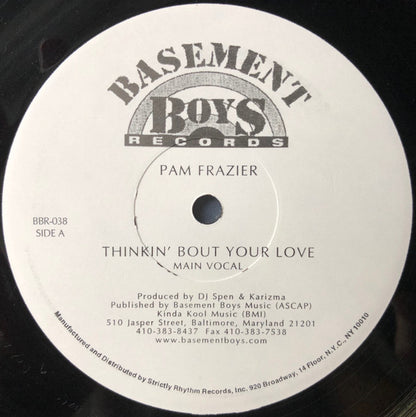 BASEMENT
BOYS
RECORDS
PAM FRAZIER
BBR-038
SIDE A
THINKIN' BOUT YOUR LOVE
MAIN VOCAL
Produced by DJ Spen & Karizma
Published by Basement Boys Music (ASCAP)
Kinda Kool Music (BMI)
510 Jasper Street, Baltimore, Maryland 21201
410-383-8437 Fax 410-383-7538
www.basementboys.com
Manufactured and Distributed by Strictly Rhythm Records, Inc. 920 Broadway, 14 Floor, N.Y.C., NY 10010